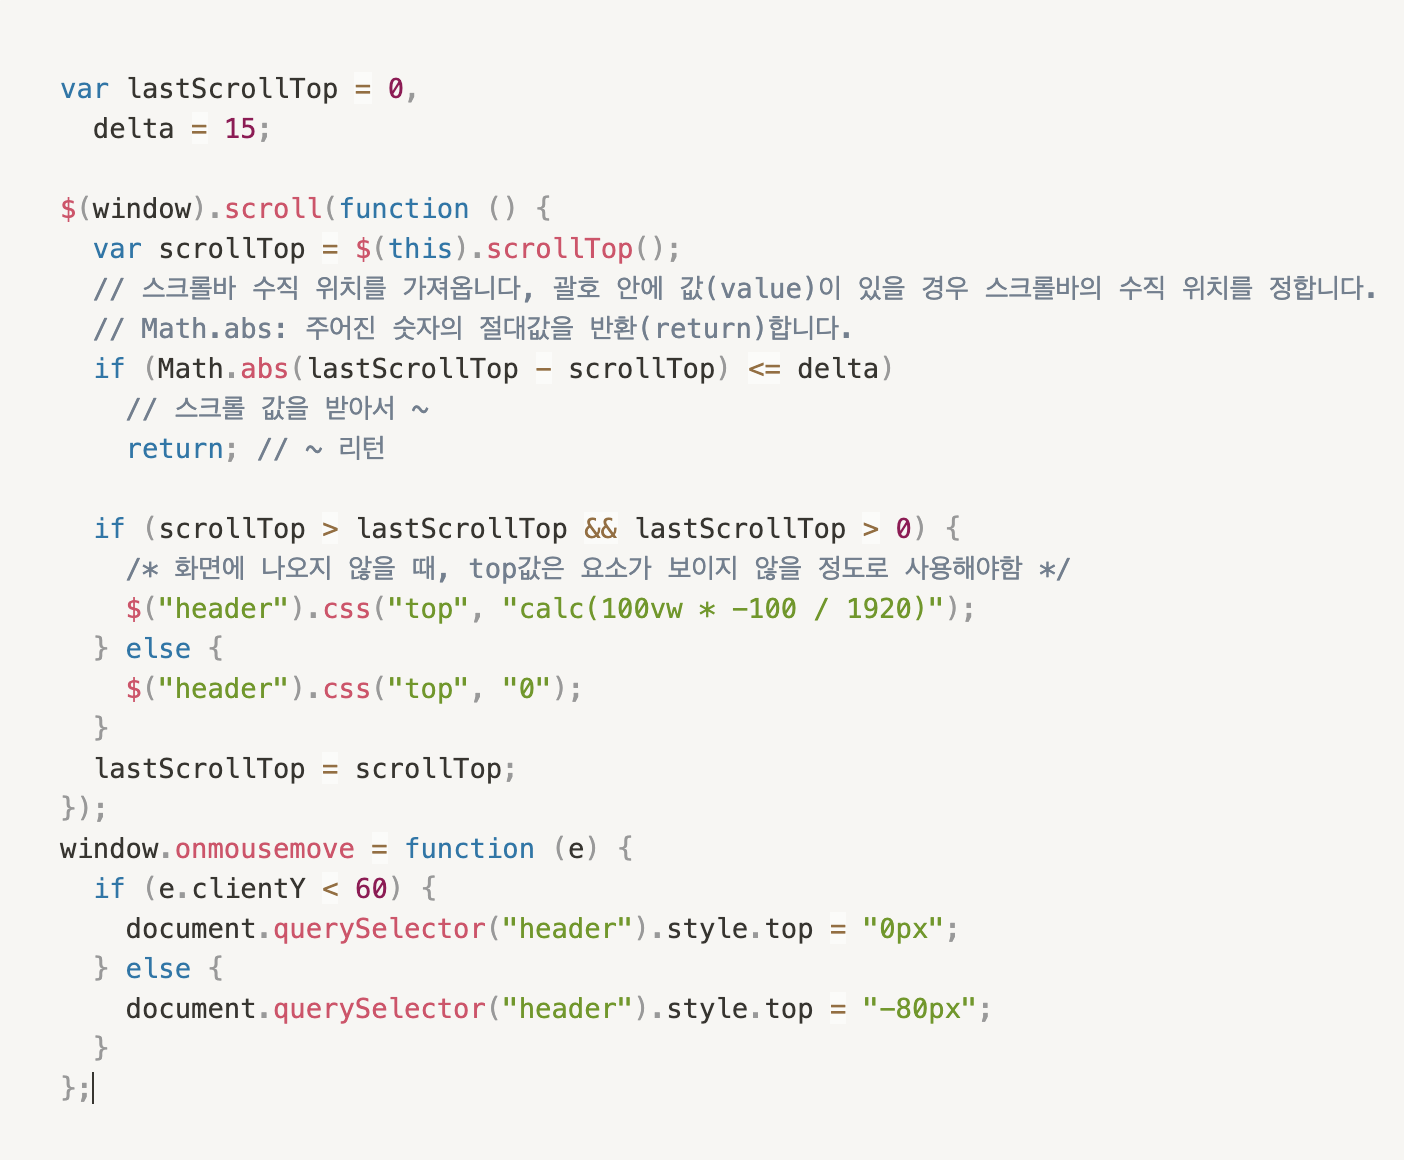 var lastScrollTop = 0,
  delta = 15;

$(window).scroll(function () {
  var scrollTop = $(this).scrollTop();
  // 스크롤바 수직 위치를 가져옵니다, 괄호 안에 값(value)이 있을 경우 스크롤바의 수직 위치를 정합니다.
  // Math.abs: 주어진 숫자의 절대값을 반환(return)합니다.
  if (Math.abs(lastScrollTop - scrollTop) <= delta)
    // 스크롤 값을 받아서 ~
    return; // ~ 리턴

  if (scrollTop > lastScrollTop && lastScrollTop > 0) {
    /* 화면에 나오지 않을 때, top값은 요소가 보이지 않을 정도로 사용해야함 */
    $("header").css("top", "calc(100vw * -100 / 1920)");
  } else {
    $("header").css("top", "0");
  }
  lastScrollTop = scrollTop;
});
window.onmousemove = function (e) {
  if (e.clientY < 60) {
    document.querySelector("header").style.top = "0px";
  } else {
    document.querySelector("header").style.top = "-80px";
  }
};